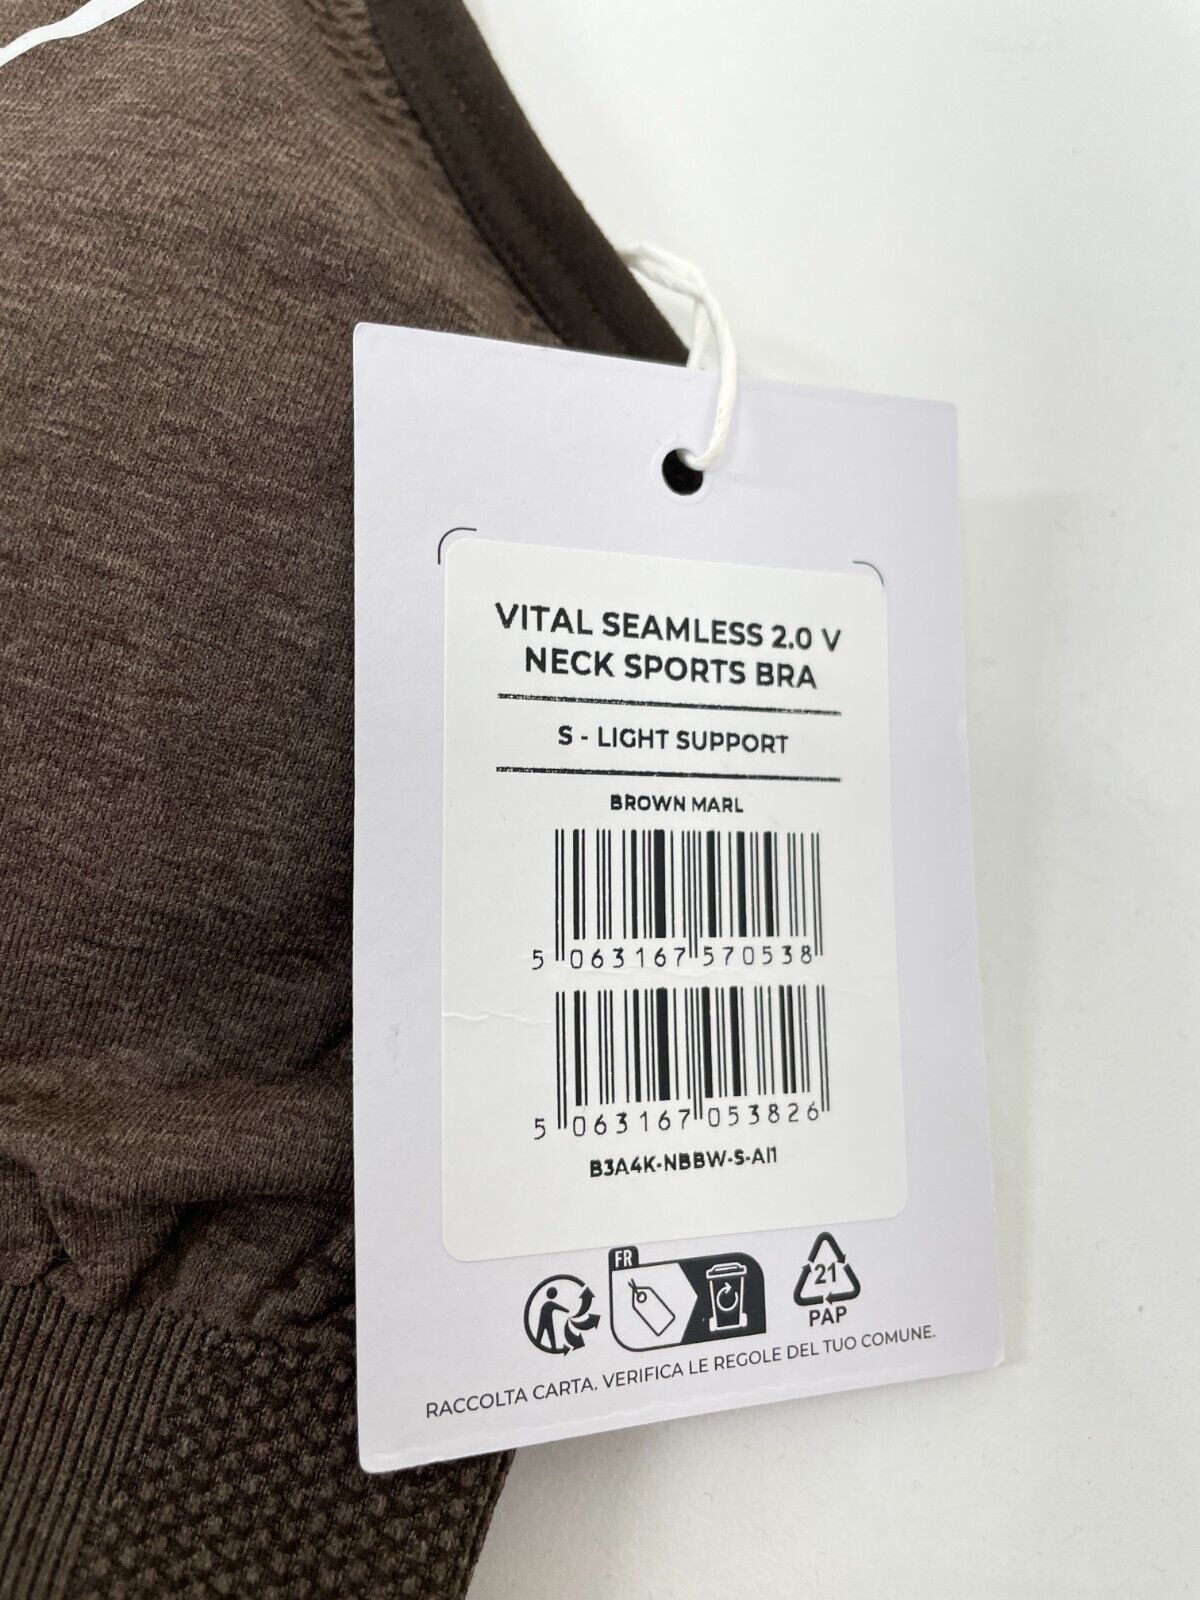 VITAL SEAMLESS 2.0 V
NECK SPORTS BRA
S - LIGHT SUPPORT
BROWN MARL
5 063167 570538
5 063167 053826
B3A4K-NBBW-S-AI1
FR
21
PAP
RACCOLTA CARTA. VERIFICA LE REGOLE DEL TUO COMUNE.